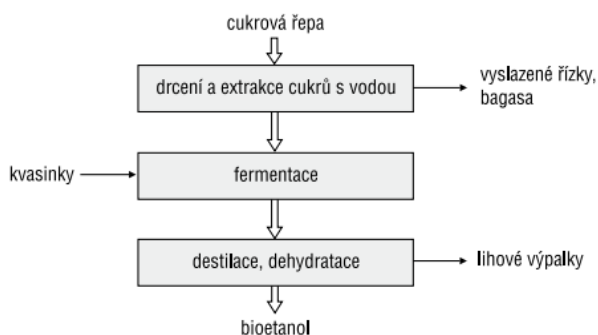 cukrová řepa
drcení a extrakce cukrů s vodou
vyslazené řízky,
bagasa
kvasinky
fermentace
destilace, dehydratace
lihové výpalky
bioetanol